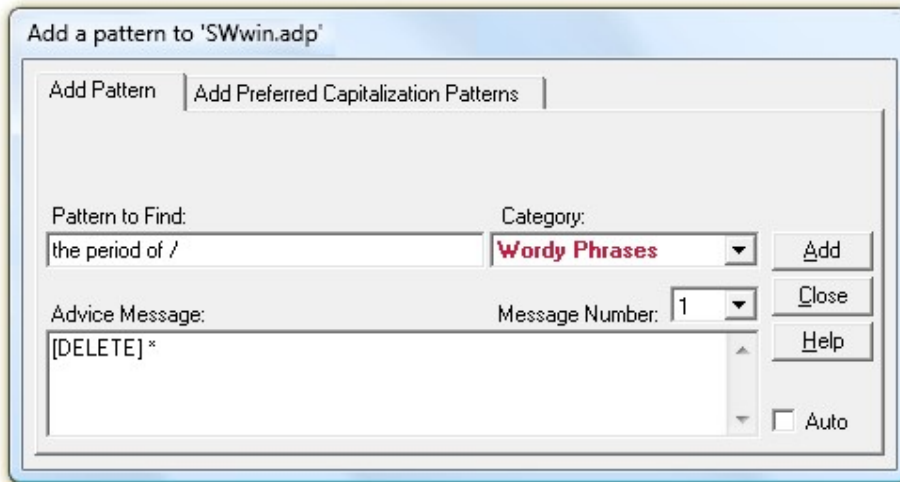 Add a pattern to 'SWwin.adp'
Add Pattern
Add Preferred Capitalization Patterns
Pattern to Find:
Category:
the period of /
Wordy Phrases
Add
Advice Message:
Message Number:
1
Close
[DELETE] *
Help
Auto